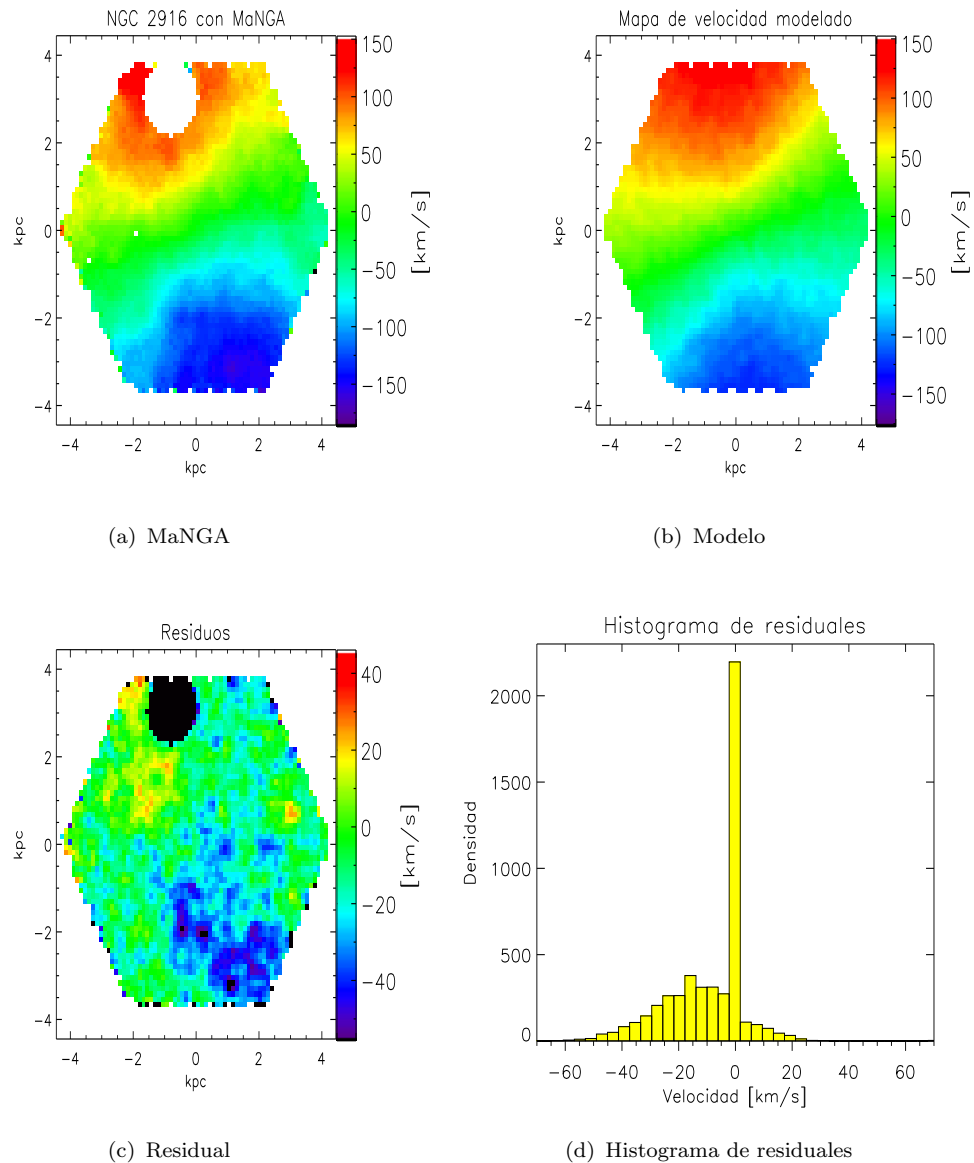 NGC 2916 con MaNGA
4
2
0
−2
−4
−4 −2 0 2 4
kpc
kpc
150
100
50
0
−50
−100
−150
[km/s]
(a) MaNGA
Mapa de velocidad modelado
4
2
0
−2
−4
−4 −2 0 2 4
kpc
kpc
150
100
50
0
−50
−100
−150
[km/s]
(b) Modelo
Residuos
4
2
0
−2
−4
−4 −2 0 2 4
kpc
kpc
40
20
0
−20
−40
[km/s]
(c) Residual
Histograma de residuales
2000
1500
1000
500
0
Densidad
−60 −40 −20 0 20 40 60
Velocidad [km/s]
(d) Histograma de residuales